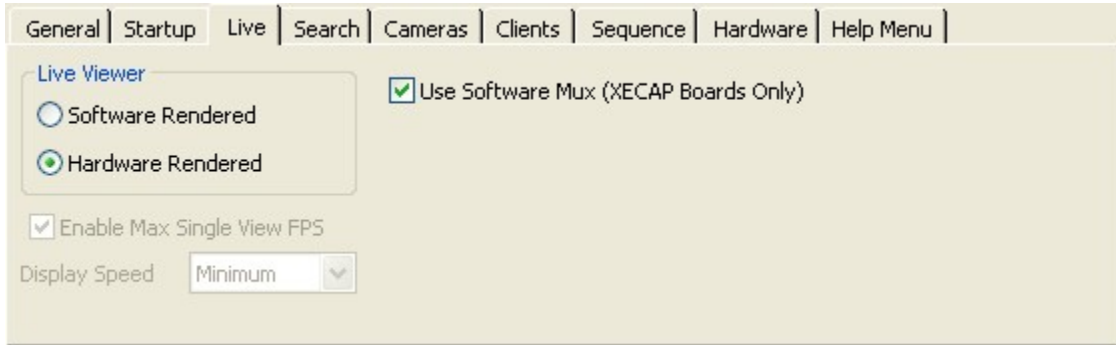 General Startup Live Search Cameras Clients Sequence Hardware Help Menu
Live Viewer
Software Rendered
Hardware Rendered
Use Software Mux (XECAP Boards Only)
Enable Max Single View FPS
Display Speed Minimum